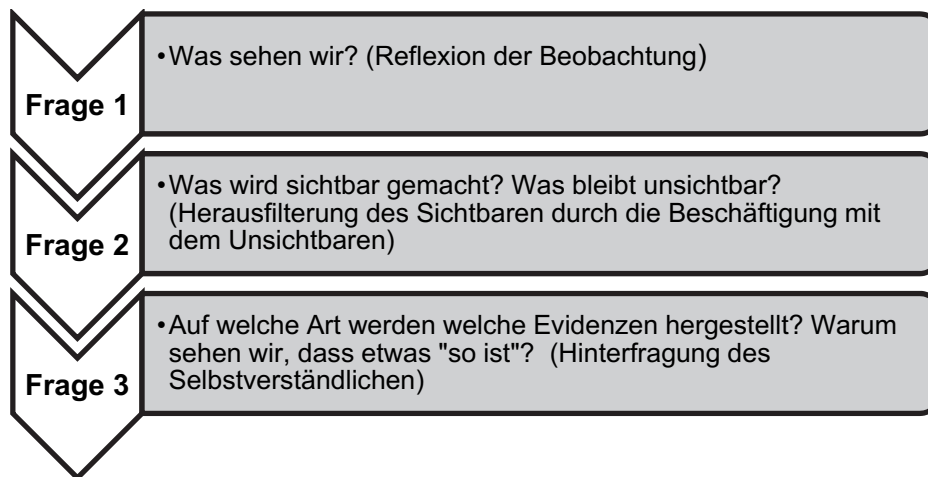 Frage 1
•Was sehen wir? (Reflexion der Beobachtung)
Frage 2
•Was wird sichtbar gemacht? Was bleibt unsichtbar?
(Herausfilterung des Sichtbaren durch die Beschäftigung mit
dem Unsichtbaren)
Frage 3
•Auf welche Art werden welche Evidenzen hergestellt? Warum
sehen wir, dass etwas "so ist"?  (Hinterfragung des
Selbstverständlichen)